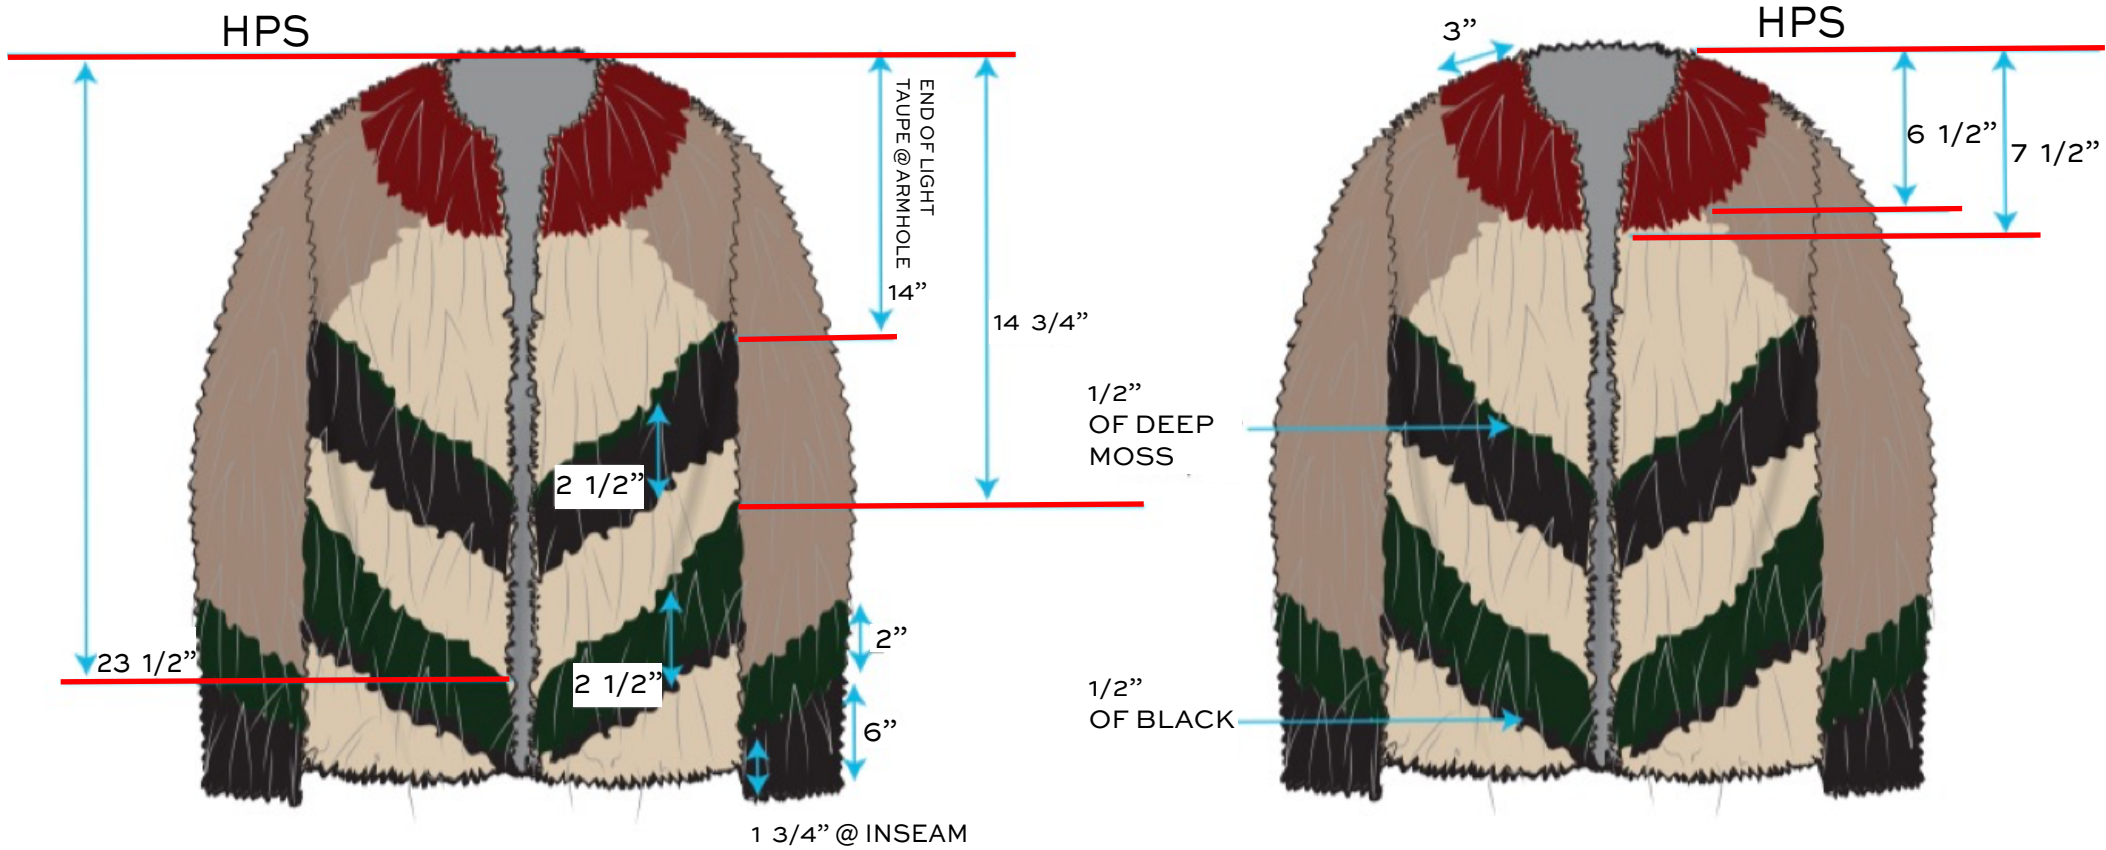 HPS
END OF LIGHT
TAUPE @ ARMHOLE
14”
14 3/4”
2 1/2”
23 1/2”
2 1/2”
2”
6”
1 3/4” @ INSEAM
HPS
3”
6 1/2”
7 1/2”
1/2”
OF DEEP
MOSS
1/2”
OF BLACK